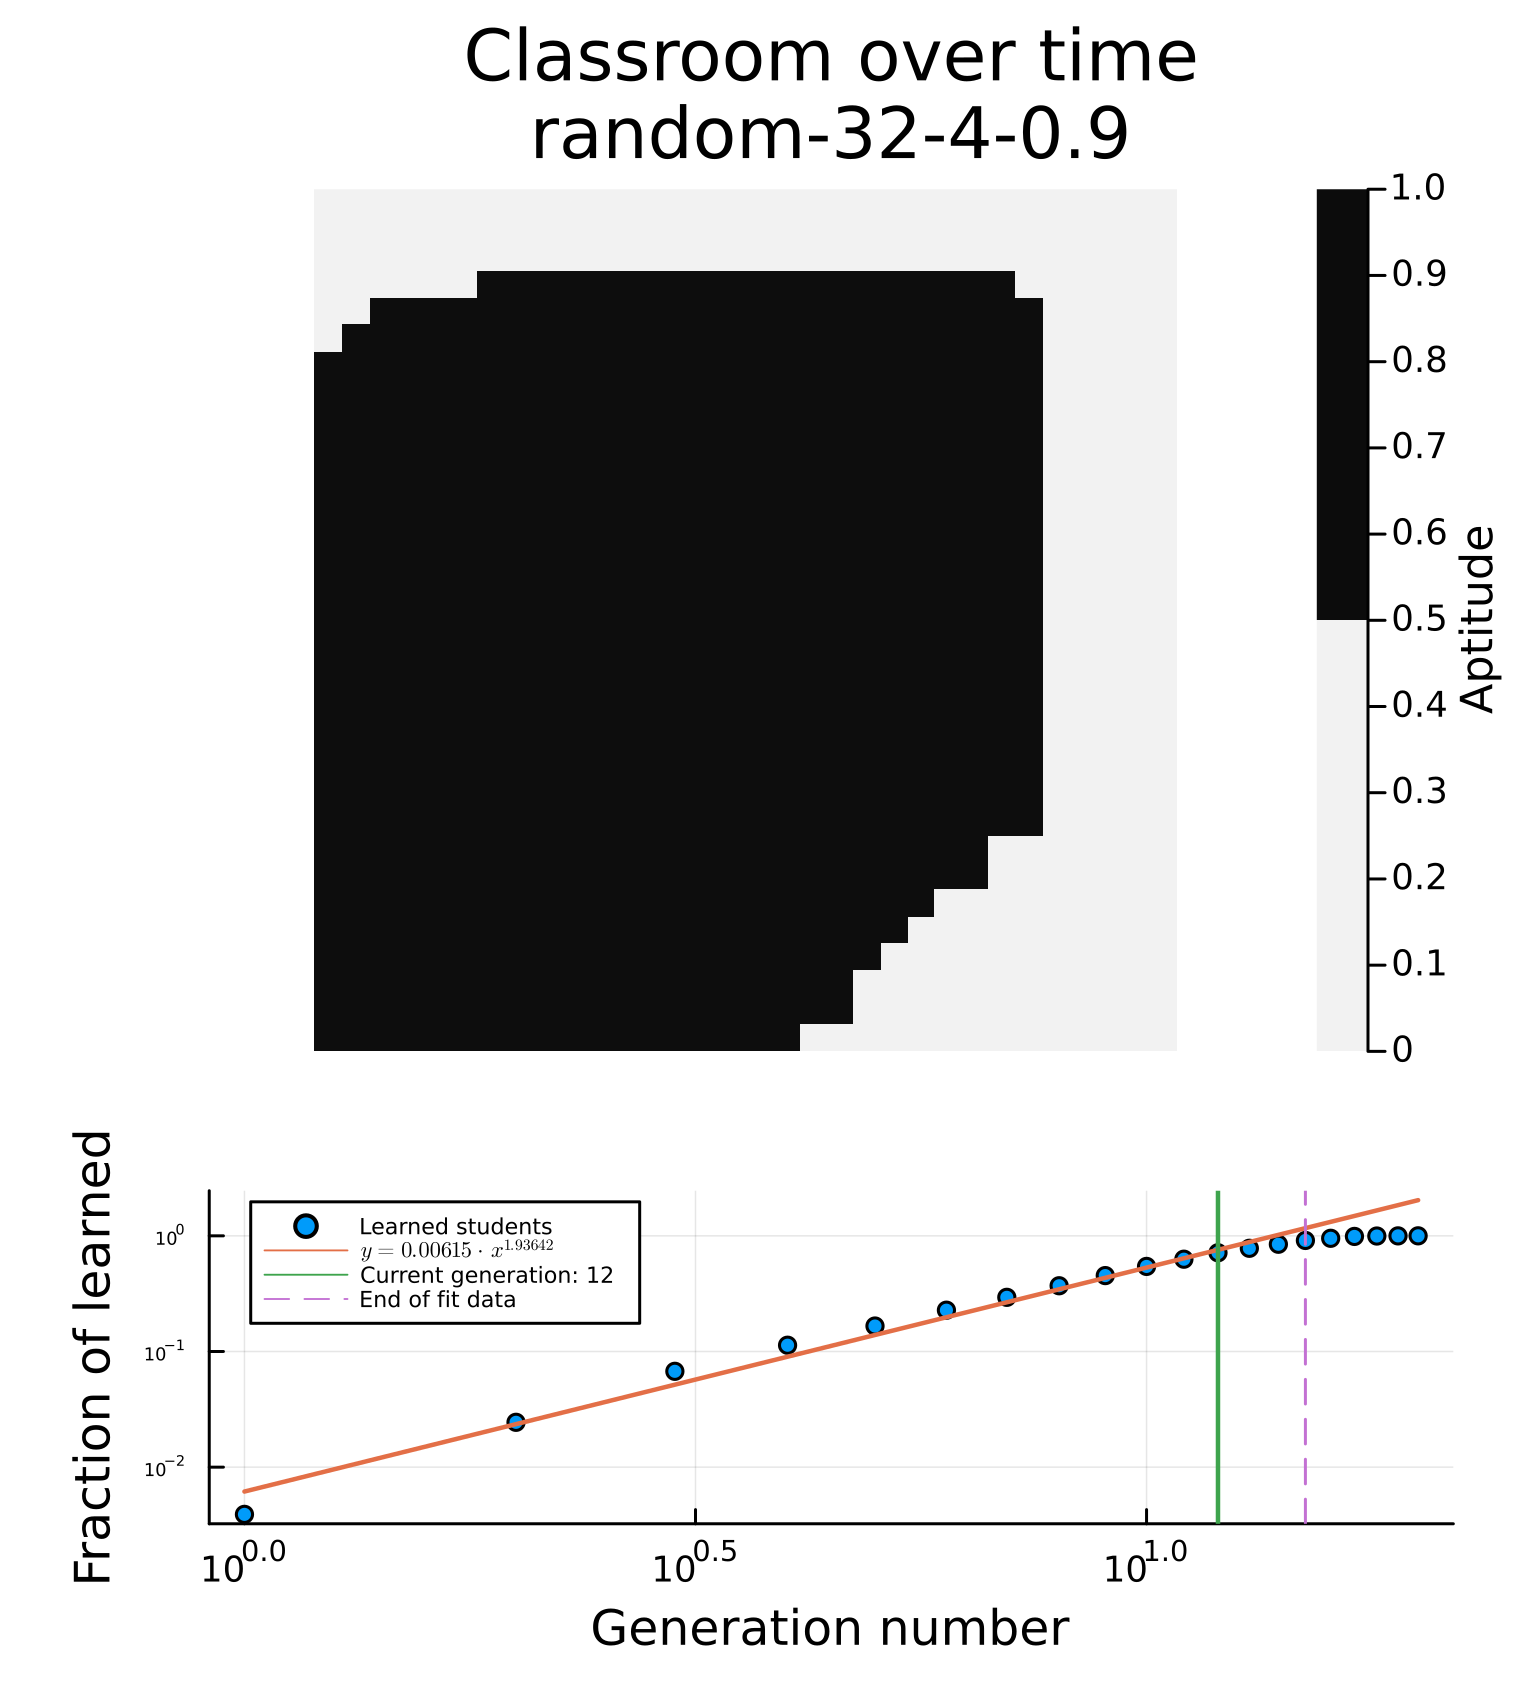 Classroom over time
random-32-4-0.9
1.0
0.9
0.8
0.7
0.6
0.5
0.4
0.3
0.2
0.1
0
Aptitude
Fraction of learned
10⁰
10⁻¹
10⁻²
Learned students
y = 0.00615 · x^1.93642
Current generation: 12
End of fit data
10^0.0 10^0.5 10^1.0
Generation number